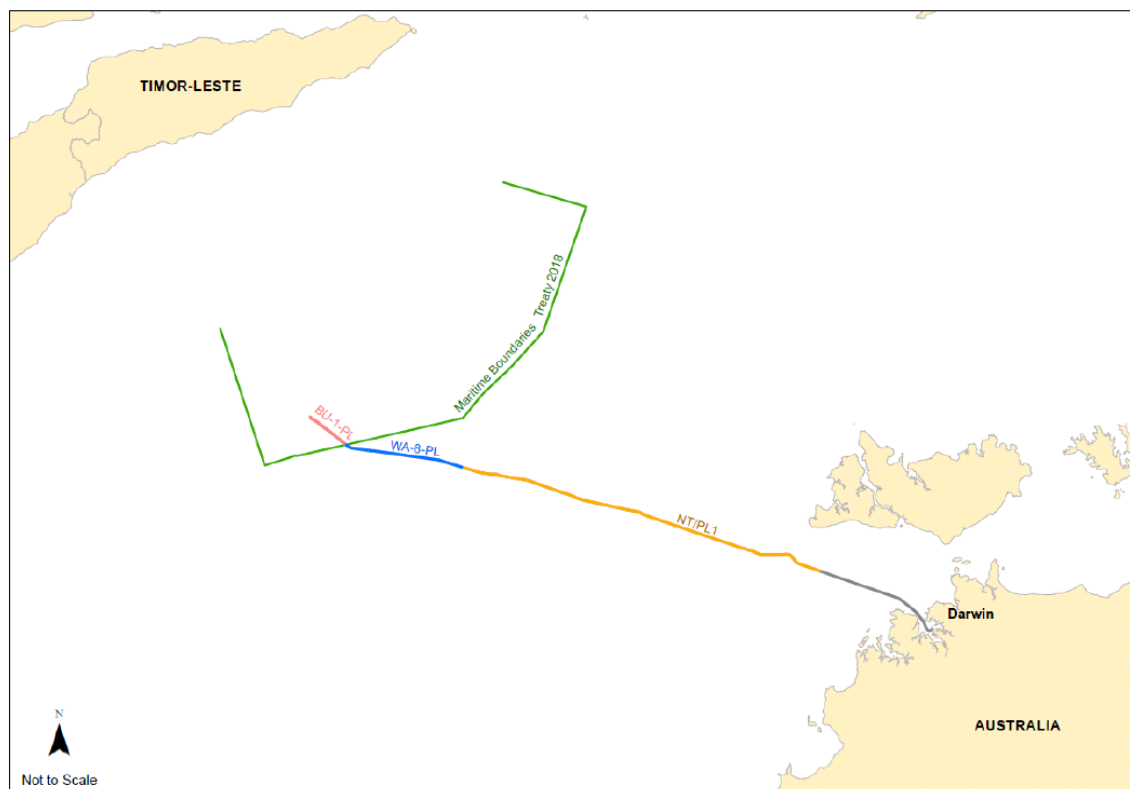 TIMOR-LESTE
Maritime Boundaries Treaty 2018
BU-1-PL
WA-8-PL
NT/PL1
Darwin
AUSTRALIA
N
Not to Scale